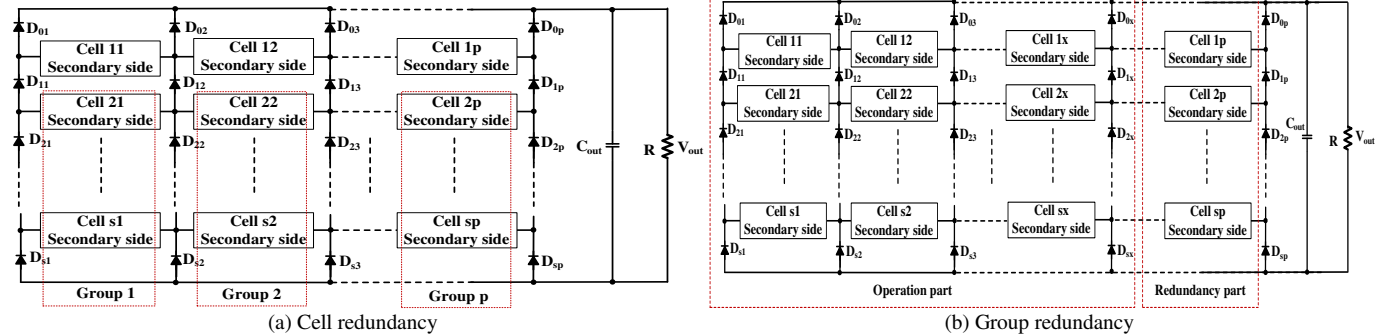 D01 D02 D03 D0p
Cell 11 Secondary side
Cell 12 Secondary side
Cell 1p Secondary side
D11 D12 D13 D1p
Cell 21 Secondary side
Cell 22 Secondary side
Cell 2p Secondary side
D21 D22 D23 D2p
Cout R Vout
Cell s1 Secondary side
Cell s2 Secondary side
Cell sp Secondary side
Ds1 Ds2 Ds3 Dsp
Group 1 Group 2 Group p
(a) Cell redundancy
D01 D02 D03 D0x D0p
Cell 11 Secondary side
Cell 12 Secondary side
Cell 1x Secondary side
Cell 1p Secondary side
D11 D12 D13 D1x D1p
Cell 21 Secondary side
Cell 22 Secondary side
Cell 2x Secondary side
Cell 2p Secondary side
D21 D22 D23 D2x D2p
Cout R Vout
Cell s1 Secondary side
Cell s2 Secondary side
Cell sx Secondary side
Cell sp Secondary side
Ds1 Ds2 Ds3 Dsx Dsp
Operation part Redundancy part
(b) Group redundancy